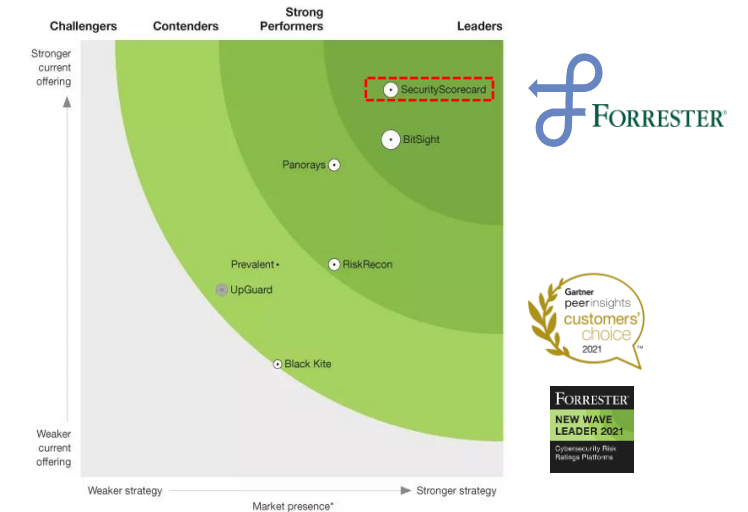 Challengers
Contenders
Strong
Performers
Leaders
Stronger
current
offering
SecurityScorecard
BitSight
Panorays
Prevalent
RiskRecon
UpGuard
Black Kite
Weaker
current
offering
Weaker strategy
Stronger strategy
Market presence*
FORRESTER®
Gartner
peerinsights
customers'
choice
2021
™
FORRESTER®
NEW WAVE
LEADER 2021
Cybersecurity Risk
Ratings Platforms